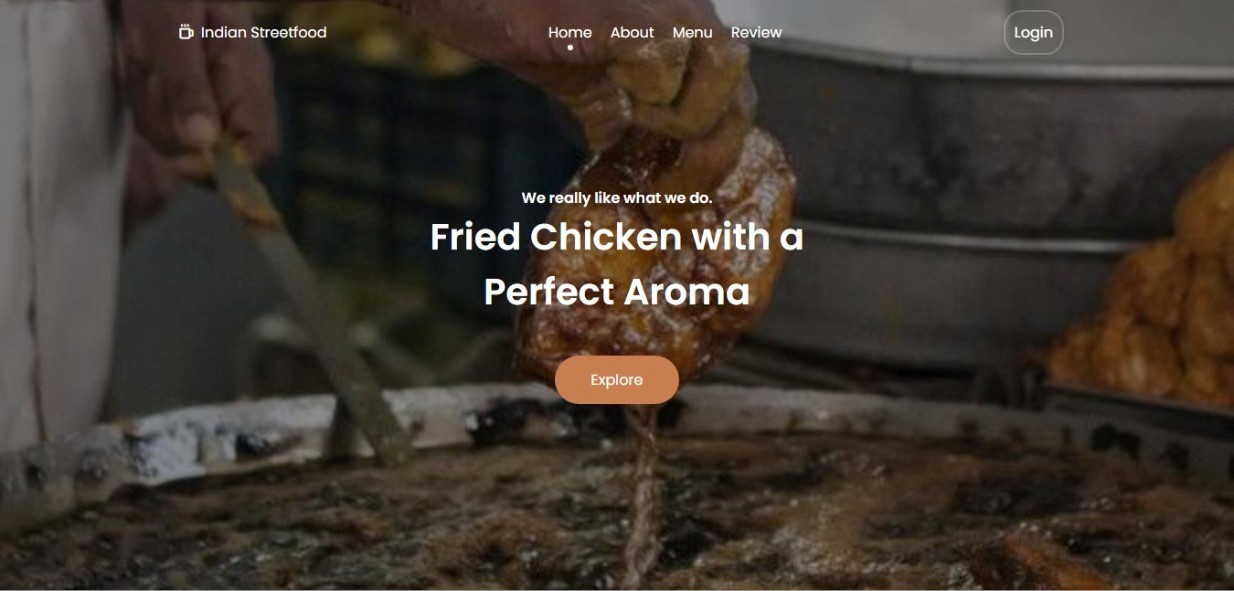 Indian Streetfood
Home About Menu Review
Login
We really like what we do.
Fried Chicken with a
Perfect Aroma
Explore